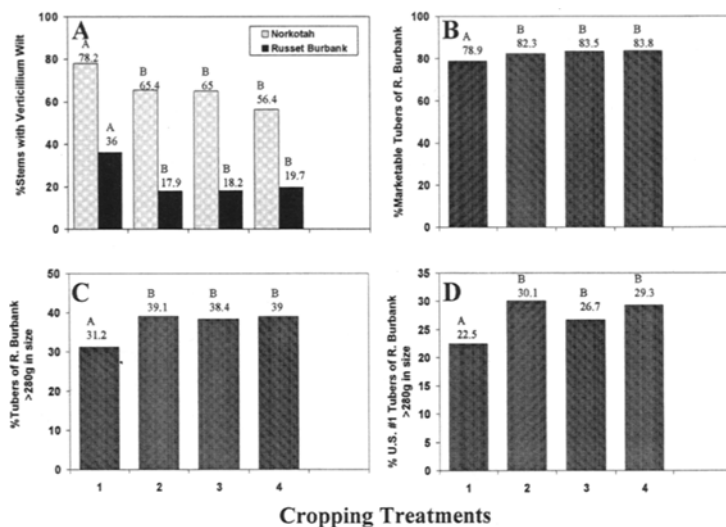 %Stems with Verticillium Wilt
100
80
60
40
20
0
A
Norkotah
Russet Burbank
A
78.2
A
36
B
65.4
B
17.9
B
65
B
18.2
B
56.4
B
19.7
%Marketable Tubers of R. Burbank
100
80
60
40
20
0
B
A
78.9
B
82.3
B
83.5
B
83.8
%Tubers of R. Burbank
>280g in size
50
40
30
20
10
0
C
A
31.2
B
39.1
B
38.4
B
39
1 2 3 4
% U.S. #1 Tubers of R. Burbank
>280g in size
35
30
25
20
15
10
5
0
D
A
22.5
B
30.1
B
26.7
B
29.3
1 2 3 4
Cropping Treatments